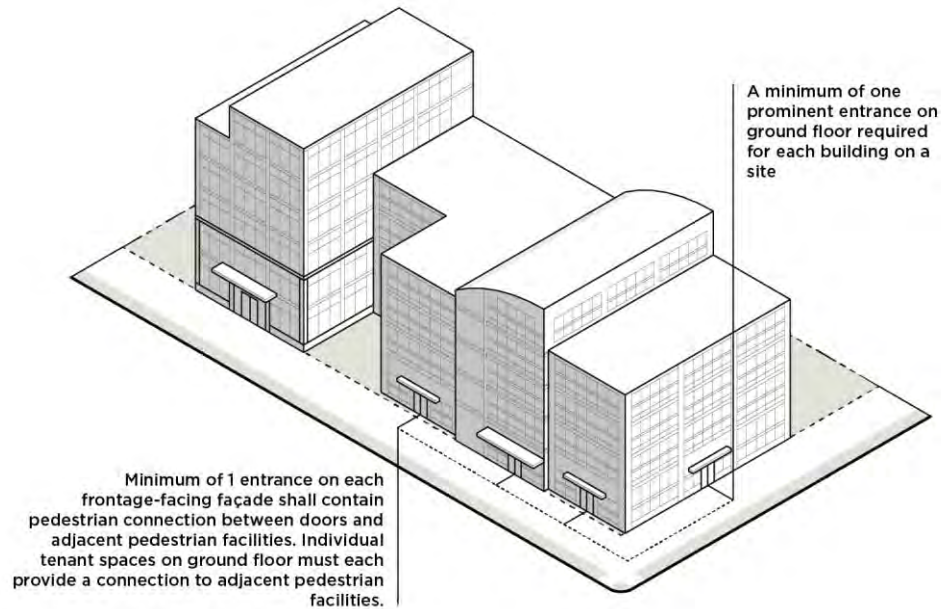 A minimum of one
prominent entrance on
ground floor required
for each building on a
site
Minimum of 1 entrance on each
frontage-facing façade shall contain
pedestrian connection between doors and
adjacent pedestrian facilities. Individual
tenant spaces on ground floor must each
provide a connection to adjacent pedestrian
facilities.